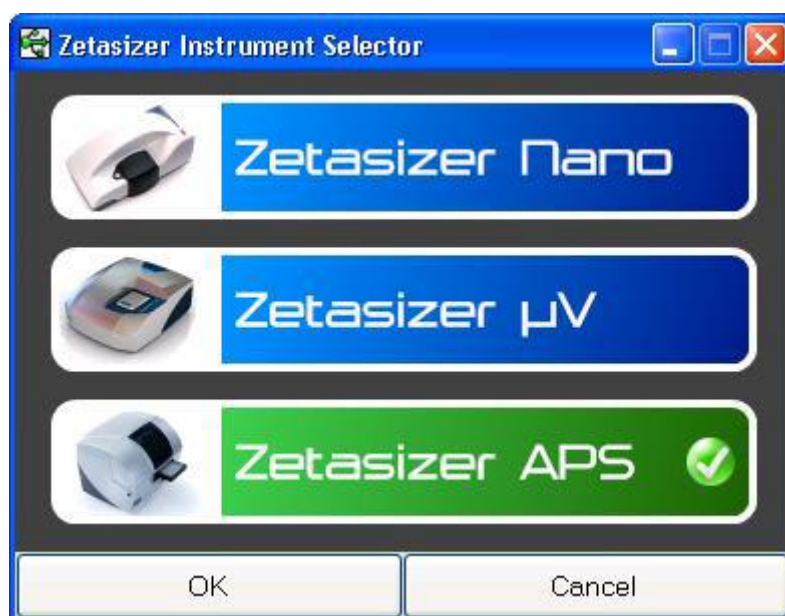 Zetasizer Instrument Selector
Zetasizer Nano
Zetasizer µV
Zetasizer APS
OK
Cancel